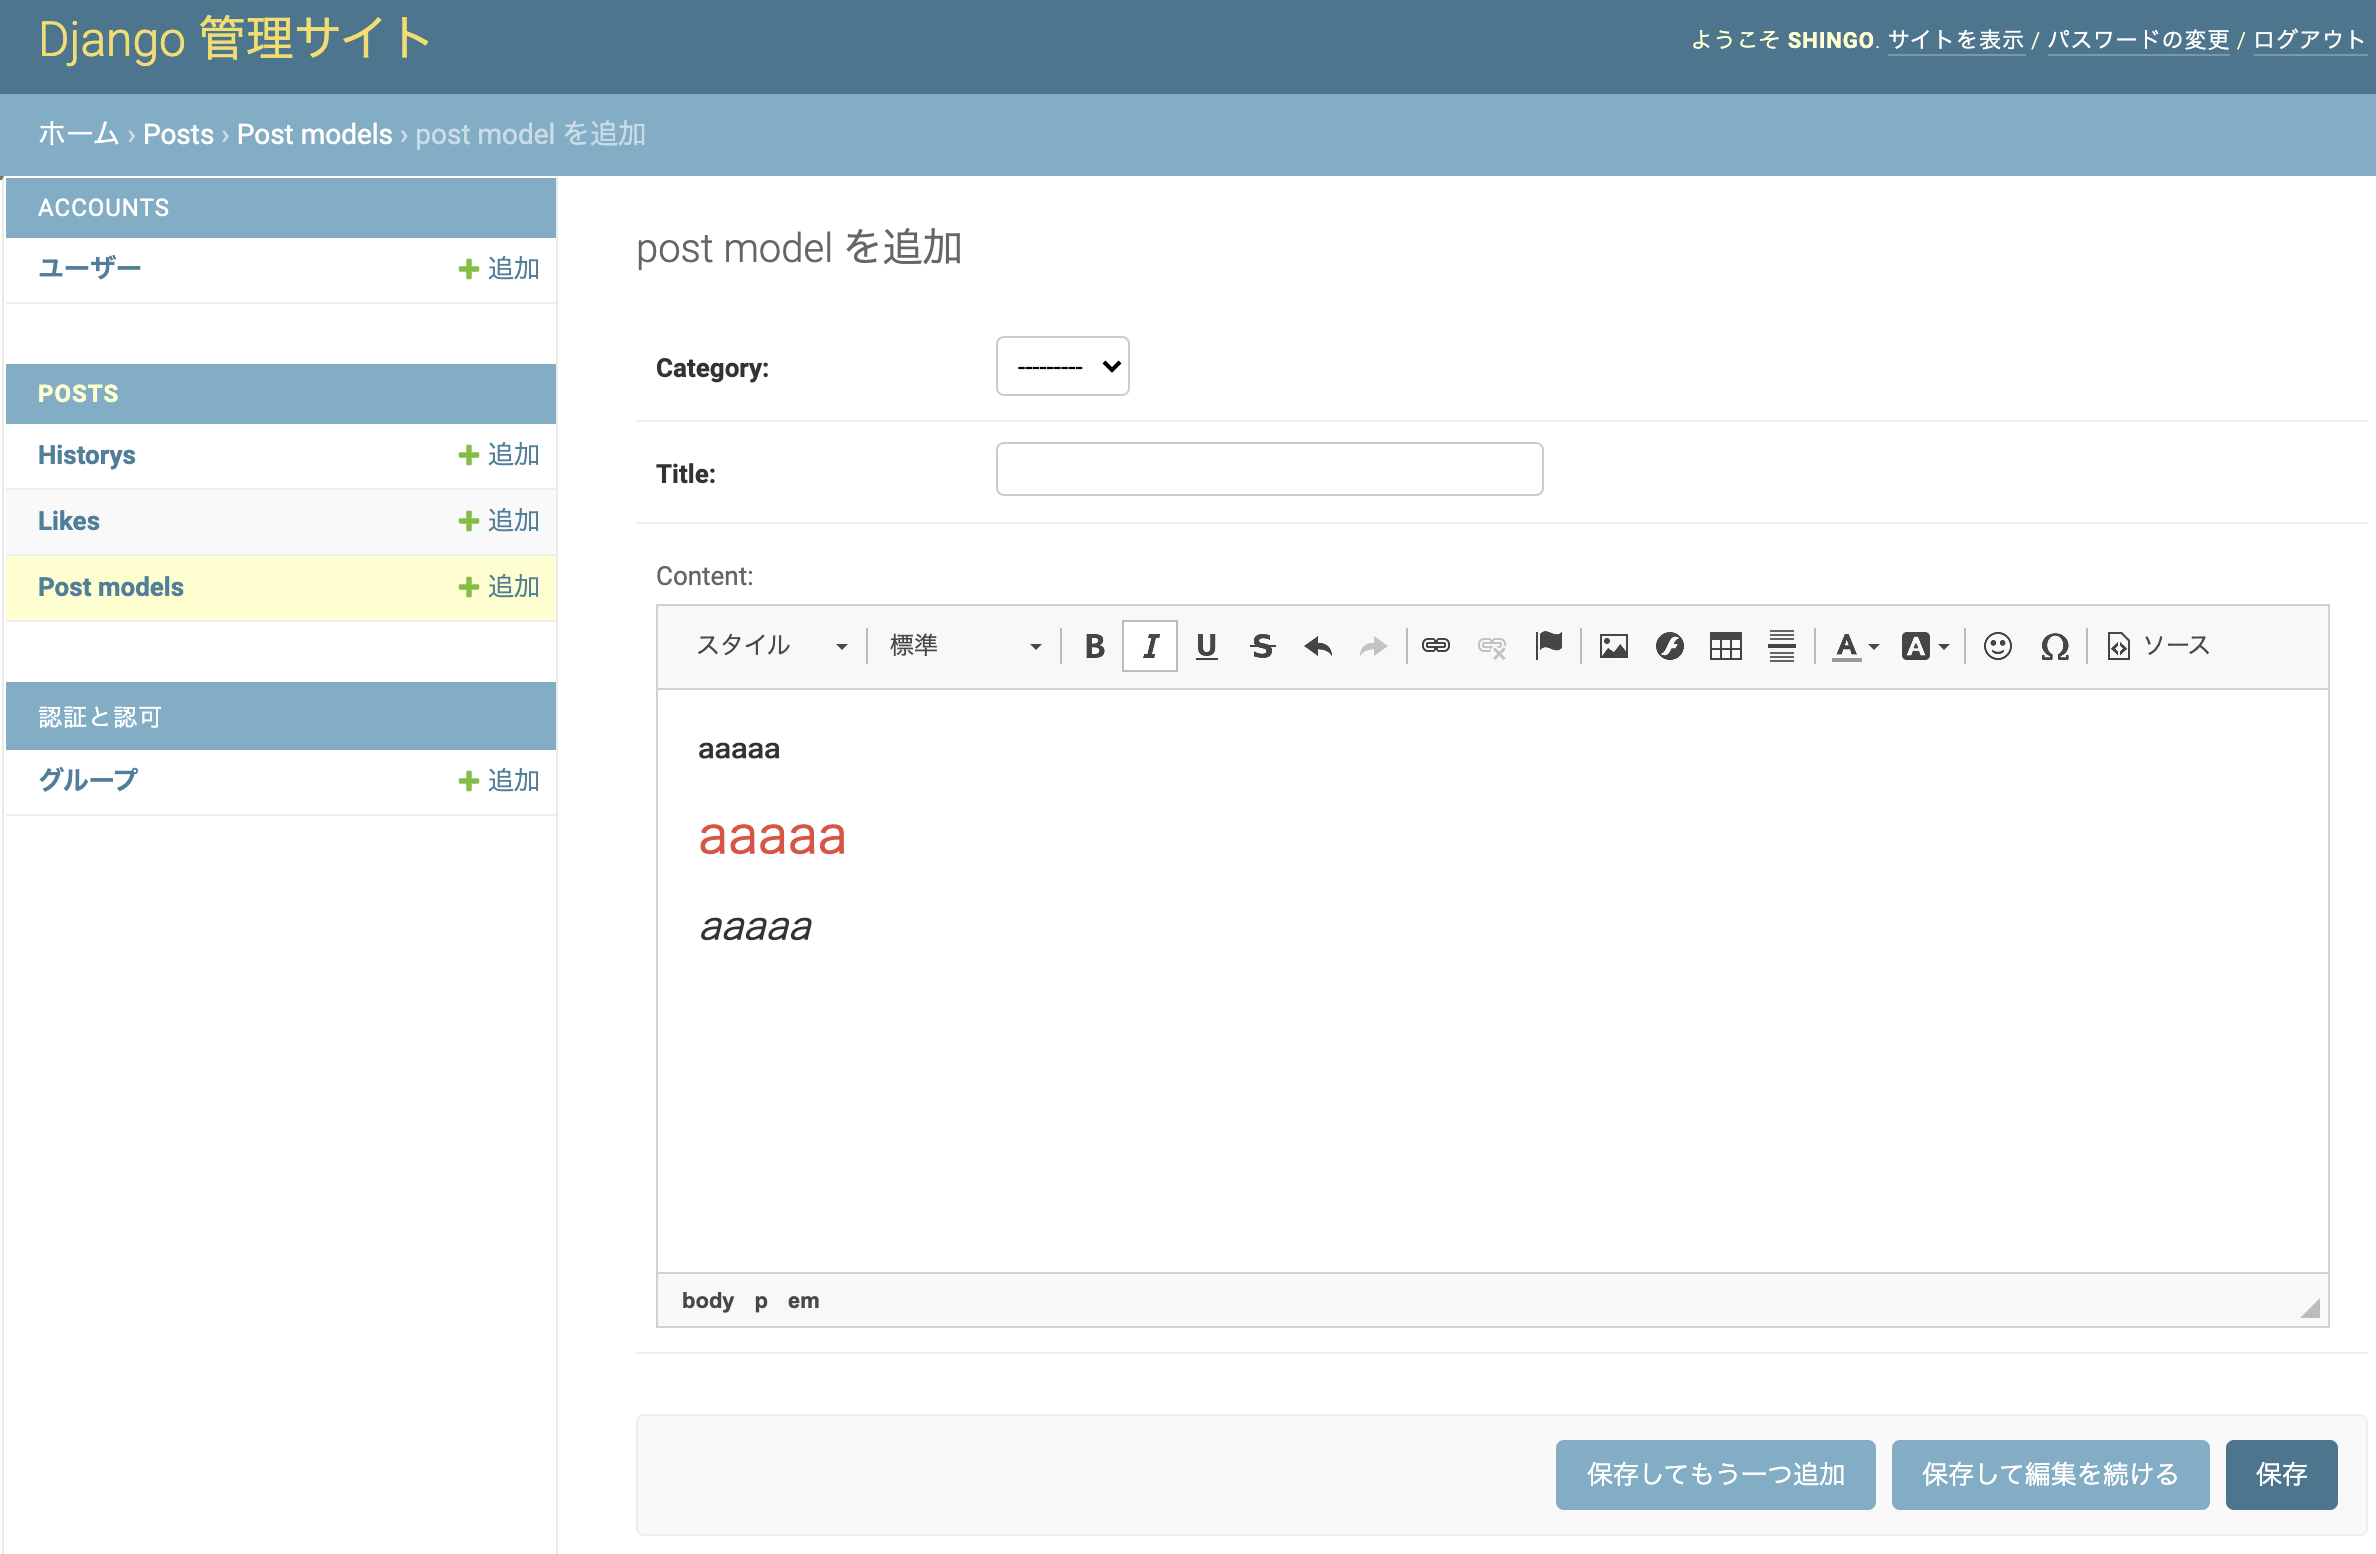 Django 管理サイト
ようこそ SHINGO. サイトを表示 / パスワードの変更 / ログアウト
ホーム › Posts › Post models › post model を追加
ACCOUNTS
ユーザー 追加
POSTS
Historys 追加
Likes 追加
Post models 追加
認証と認可
グループ 追加
post model を追加
Category: ---------
Title:
Content:
スタイル 標準 B I U S A A Ω ソース
aaaaa
aaaaa
aaaaa
body p em
保存してもう一つ追加 保存して編集を続ける 保存